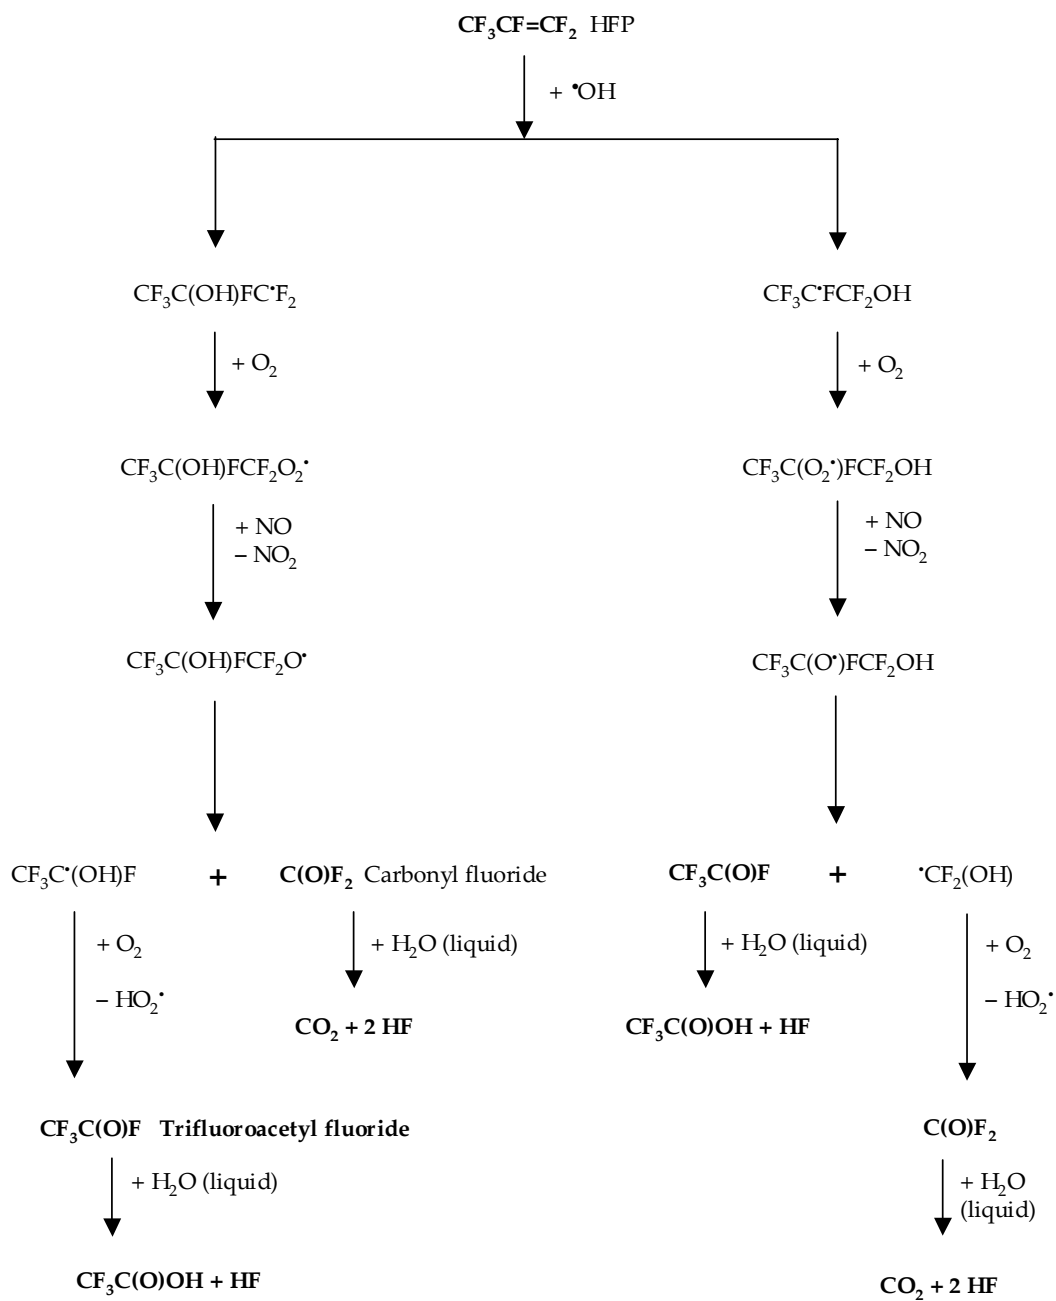 CF₃CF=CF₂ HFP
+ •OH
CF₃C(OH)FC•F₂
CF₃C•FCF₂OH
+ O₂
+ O₂
CF₃C(OH)FCF₂O₂•
CF₃C(O₂•)FCF₂OH
+ NO
– NO₂
+ NO
– NO₂
CF₃C(OH)FCF₂O•
CF₃C(O•)FCF₂OH
CF₃C•(OH)F + C(O)F₂ Carbonyl fluoride
CF₃C(O)F + •CF₂(OH)
+ O₂
– HO₂•
+ H₂O (liquid)
+ H₂O (liquid)
+ O₂
– HO₂•
CO₂ + 2 HF
CF₃C(O)OH + HF
CF₃C(O)F Trifluoroacetyl fluoride
C(O)F₂
+ H₂O (liquid)
+ H₂O
(liquid)
CF₃C(O)OH + HF
CO₂ + 2 HF